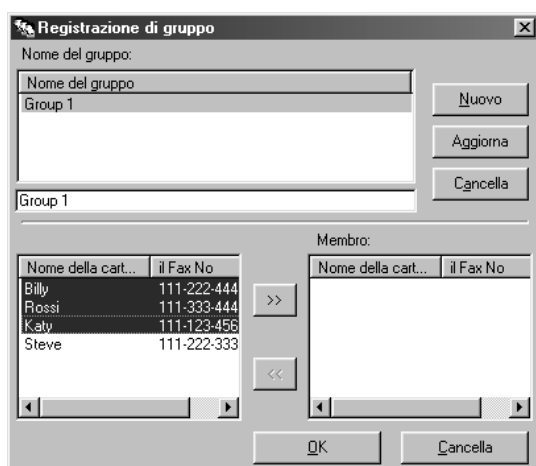 Registrazione di gruppo
Nome del gruppo:
Nome del gruppo
Group 1
Nuovo
Aggiorna
Cancella
Group 1
Membro:
Nome della cart... il Fax No
Billy 111-222-444
Rossi 111-333-444
Katy 111-123-456
Steve 111-222-333
>>
<<
Nome della cart... il Fax No
OK Cancella